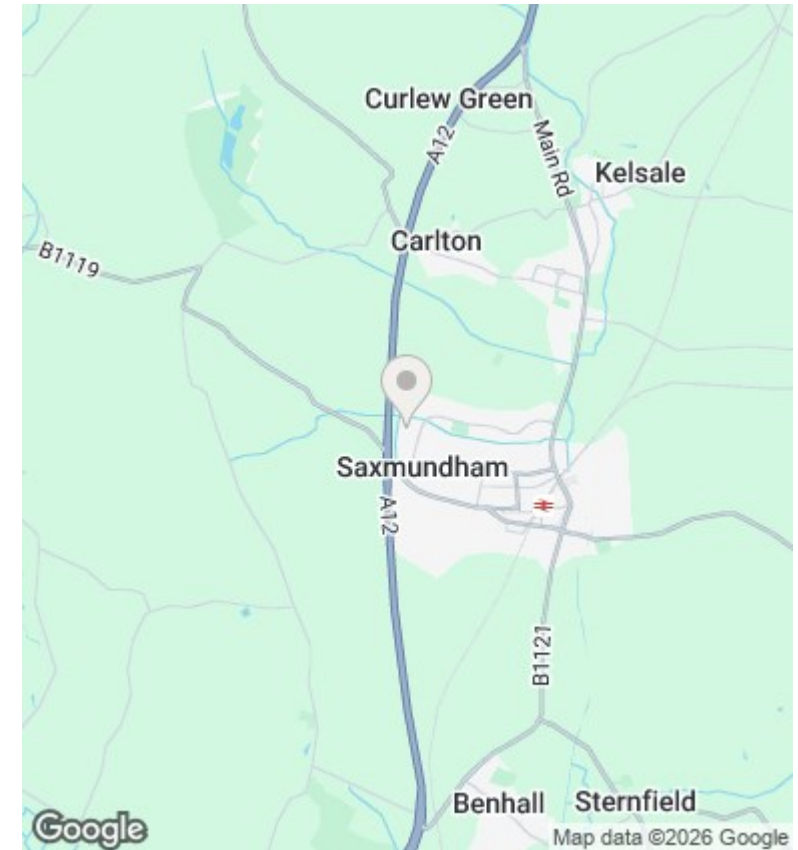 Curlew Green
A12
Main Rd
Kelsale
Carlton
B1119
Saxmundham
A12
B1121
Benhall
Sternfield
Google
Map data ©2026 Google